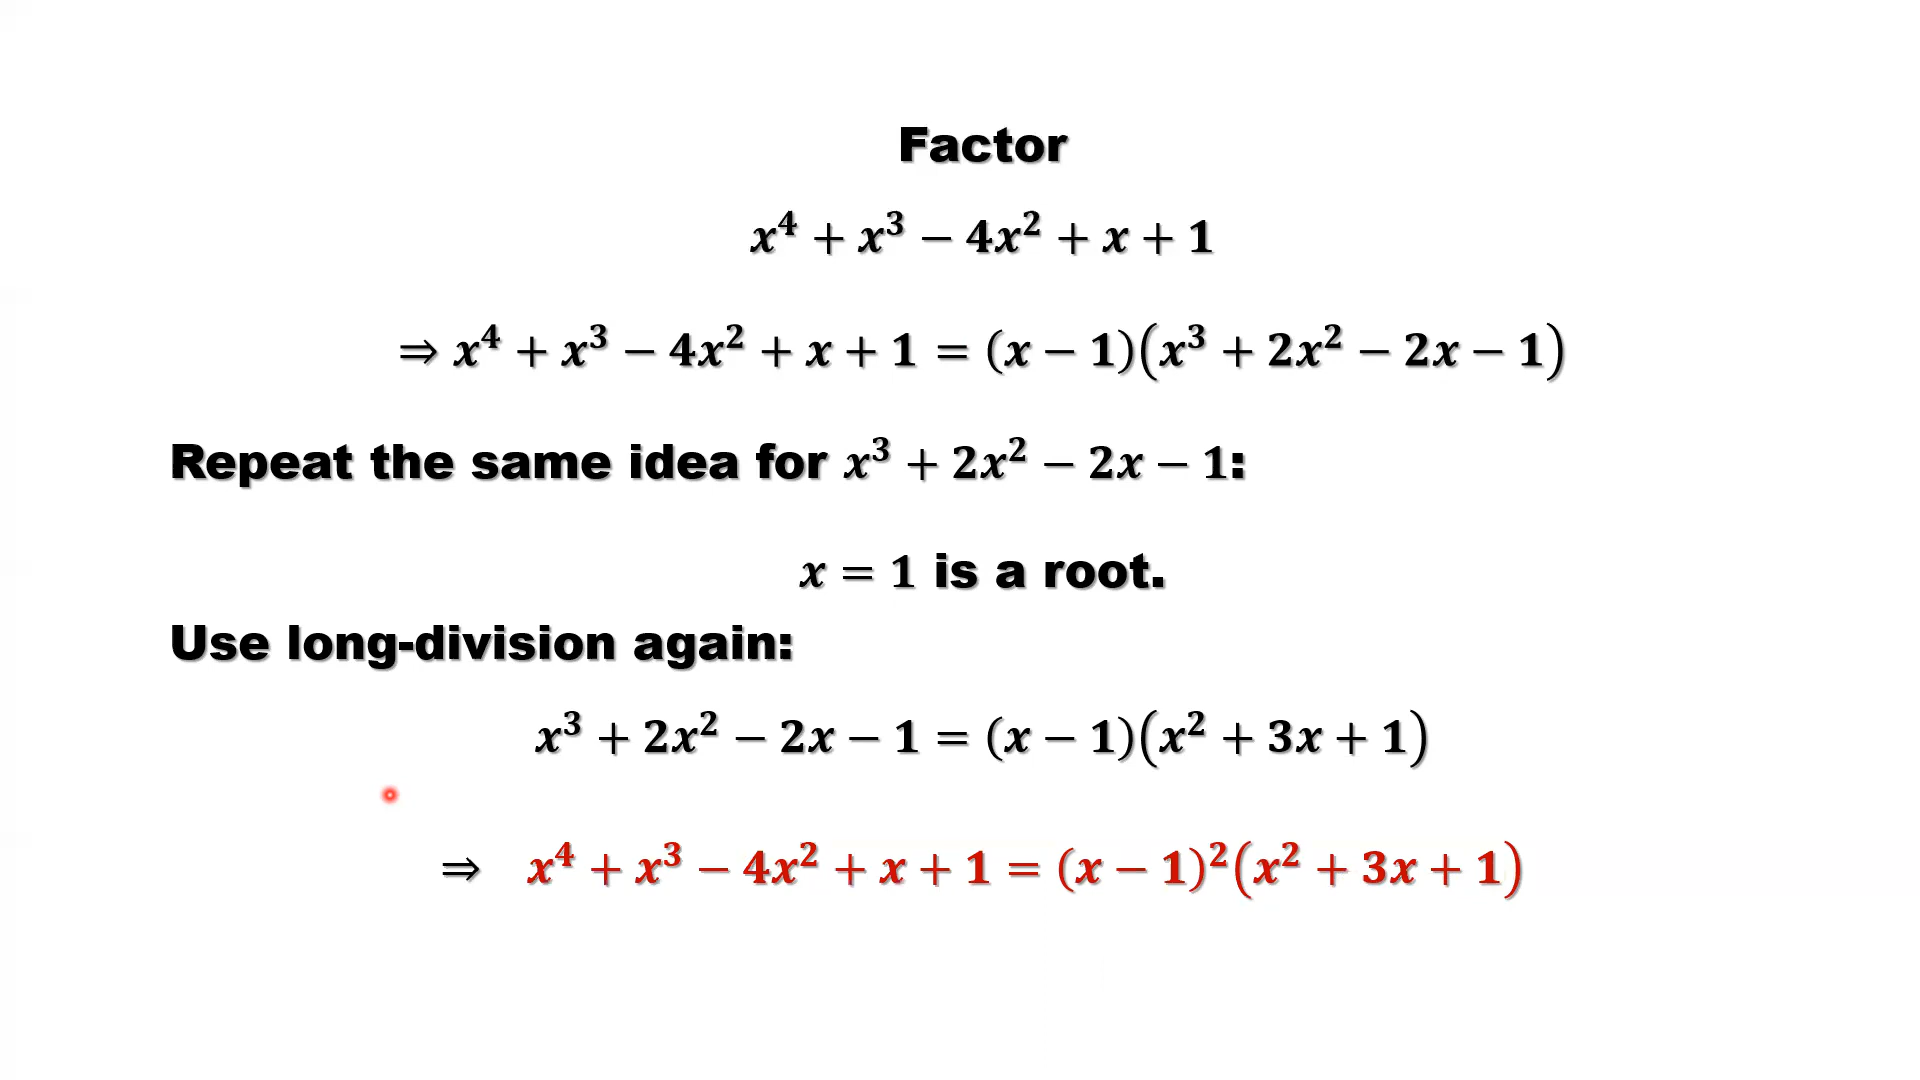 Factor
x⁴ + x³ − 4x² + x + 1
⇒ x⁴ + x³ − 4x² + x + 1 = (x − 1)(x³ + 2x² − 2x − 1)
Repeat the same idea for x³ + 2x² − 2x − 1:
x = 1 is a root.
Use long-division again:
x³ + 2x² − 2x − 1 = (x − 1)(x² + 3x + 1)
⇒ x⁴ + x³ − 4x² + x + 1 = (x − 1)²(x² + 3x + 1)